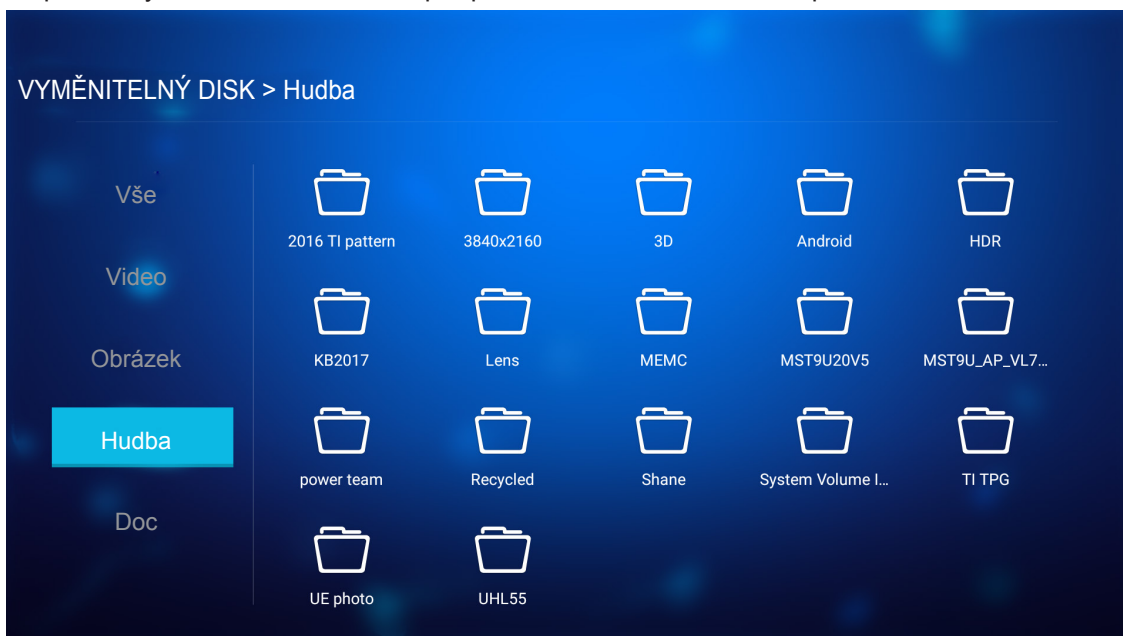 VYMĚNITELNÝ DISK > Hudba
Vše
Video
Obrázek
Hudba
Doc
2016 TI pattern
3840x2160
3D
Android
HDR
KB2017
Lens
MEMC
MST9U20V5
MST9U_AP_VL7...
power team
Recycled
Shane
System Volume I...
TI TPG
UE photo
UHL55